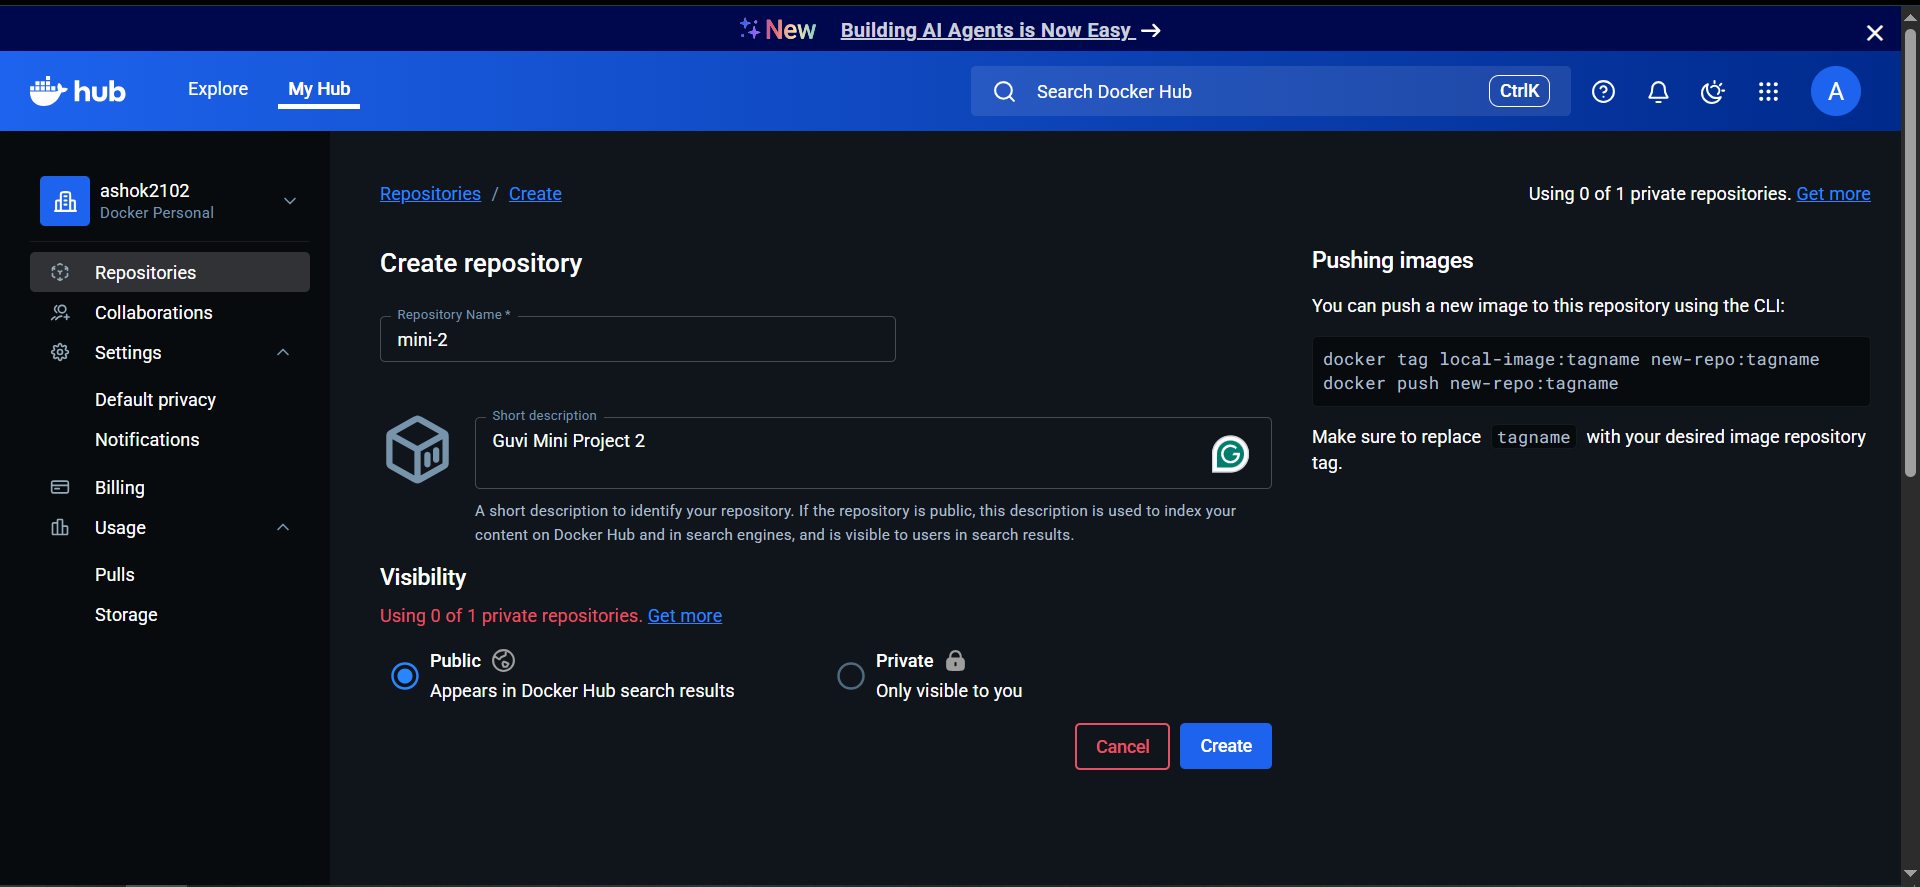 New Building AI Agents is Now Easy →
hub
Explore
My Hub
Search Docker Hub
CtrlK
A
ashok2102
Docker Personal
Repositories
Collaborations
Settings
Default privacy
Notifications
Billing
Usage
Pulls
Storage
Repositories / Create
Using 0 of 1 private repositories. Get more
Create repository
Repository Name *
mini-2
Short description
Guvi Mini Project 2
A short description to identify your repository. If the repository is public, this description is used to index your
content on Docker Hub and in search engines, and is visible to users in search results.
Visibility
Using 0 of 1 private repositories. Get more
Public
Appears in Docker Hub search results
Private
Only visible to you
Cancel
Create
Pushing images
You can push a new image to this repository using the CLI:
docker tag local-image:tagname new-repo:tagname
docker push new-repo:tagname
Make sure to replace tagname with your desired image repository
tag.